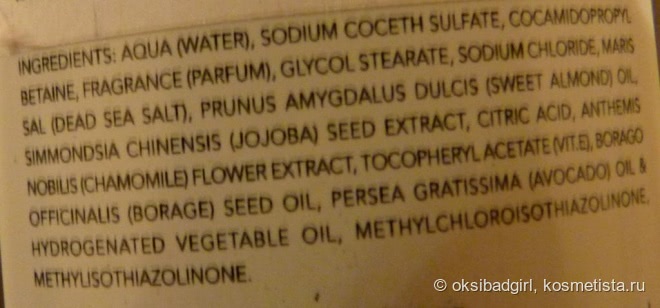 INGREDIENTS: AQUA (WATER), SODIUM COCETH SULFATE, COCAMIDOPROPYL
BETAINE, FRAGRANCE (PARFUM), GLYCOL STEARATE, SODIUM CHLORIDE, MARIS
SAL (DEAD SEA SALT), PRUNUS AMYGDALUS DULCIS (SWEET ALMOND) OIL,
SIMMONDSIA CHINENSIS (JOJOBA) SEED EXTRACT, CITRIC ACID, ANTHEMIS
NOBILIS (CHAMOMILE) FLOWER EXTRACT, TOCOPHERYL ACETATE (VIT.E), BORAGO
OFFICINALIS (BORAGE) SEED OIL, PERSEA GRATISSIMA (AVOCADO) OIL &
HYDROGENATED VEGETABLE OIL, METHYLCHLOROISOTHIAZOLINONE,
METHYLISOTHIAZOLINONE.
© oksibadgirl, kosmetista.ru